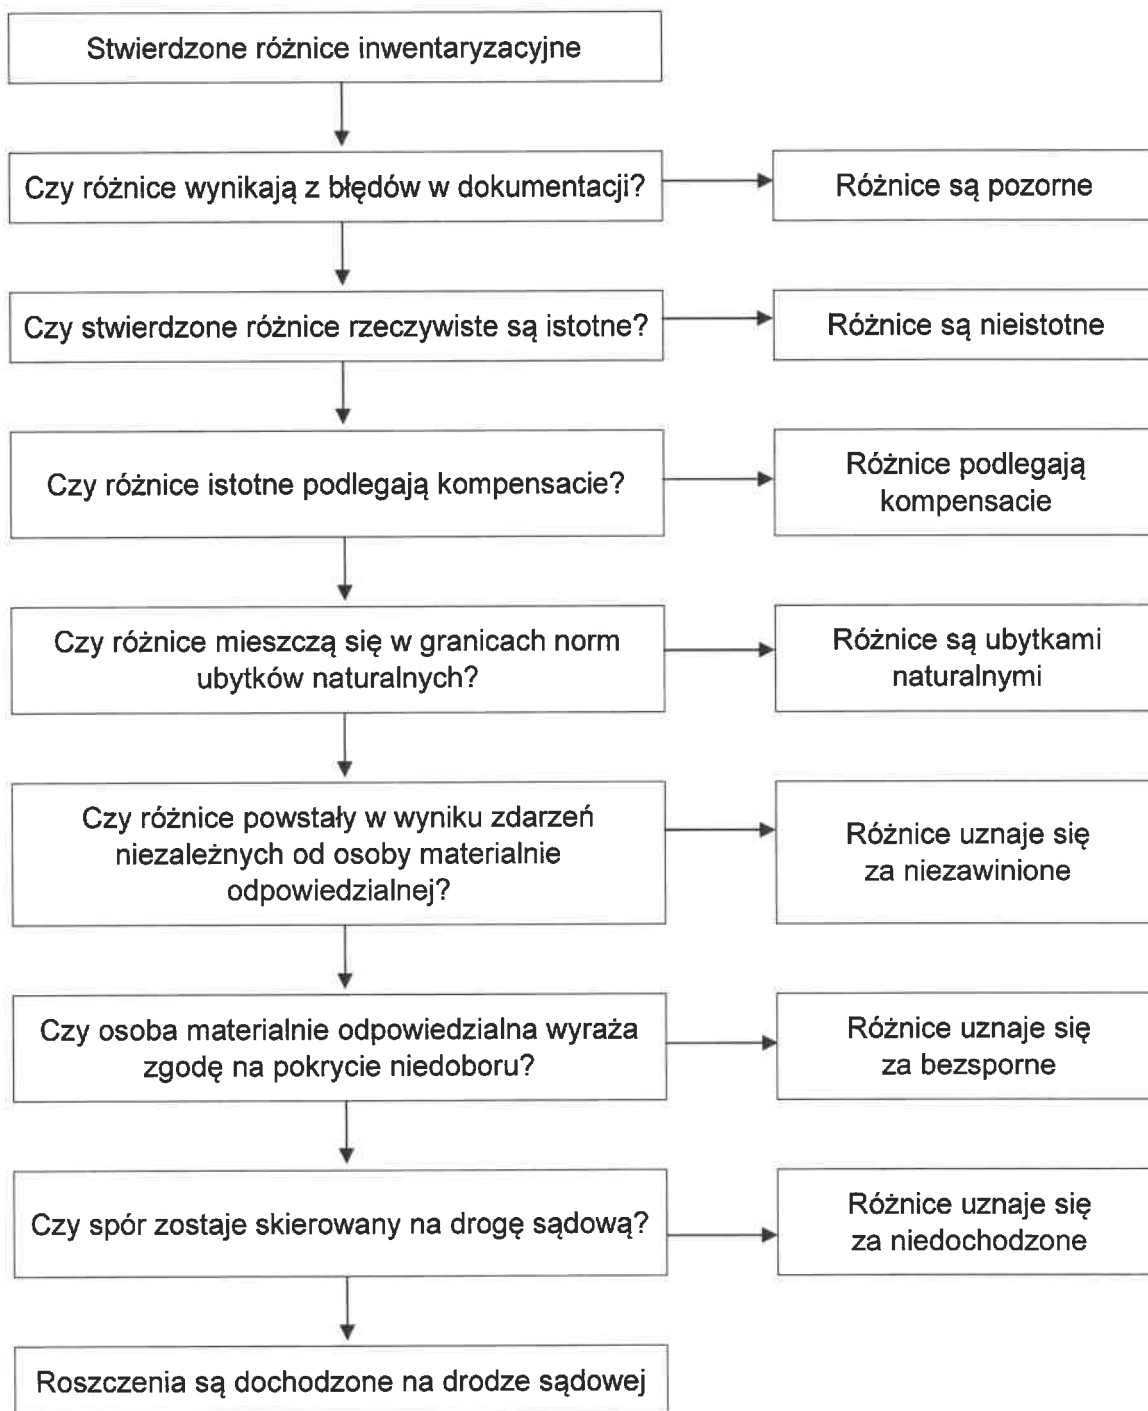 Stwierdzone różnice inwentaryzacyjne
Czy różnice wynikają z błędów w dokumentacji?
Różnice są pozorne
Czy stwierdzone różnice rzeczywiste są istotne?
Różnice są nieistotne
Czy różnice istotne podlegają kompensacie?
Różnice podlegają
kompensacie
Czy różnice mieszczą się w granicach norm
ubytków naturalnych?
Różnice są ubytkami
naturalnymi
Czy różnice powstały w wyniku zdarzeń
niezależnych od osoby materialnie
odpowiedzialnej?
Różnice uznaje się
za niezawinione
Czy osoba materialnie odpowiedzialna wyraża
zgodę na pokrycie niedoboru?
Różnice uznaje się
za bezsporne
Czy spór zostaje skierowany na drogę sądową?
Różnice uznaje się
za niedochodzone
Roszczenia są dochodzone na drodze sądowej